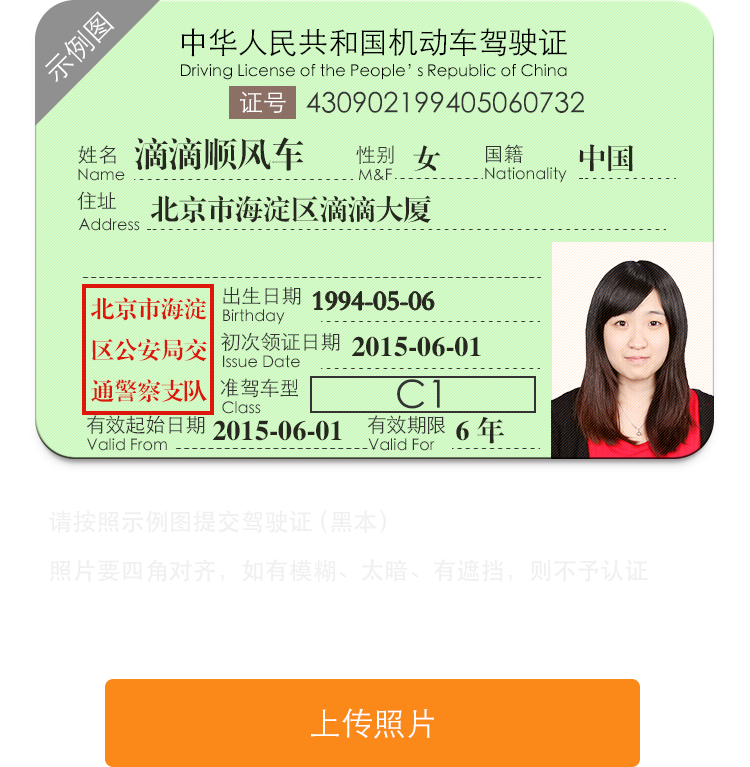 示例图
中华人民共和国机动车驾驶证
Driving License of the People's Republic of China
证号 430902199405060732
姓名 滴滴顺风车 性别 女 国籍 中国
Name M&F Nationality
住址 北京市海淀区滴滴大厦
Address
北京市海淀
区公安局交
通警察支队
出生日期 1994-05-06
Birthday
初次领证日期 2015-06-01
Issue Date
准驾车型 C1
Class
有效起始日期 2015-06-01 有效期限 6 年
Valid From Valid For
请按照示例图提交驾驶证（黑本）
照片要四角对齐，如有模糊、太暗、有遮挡，则不予认证
上传照片